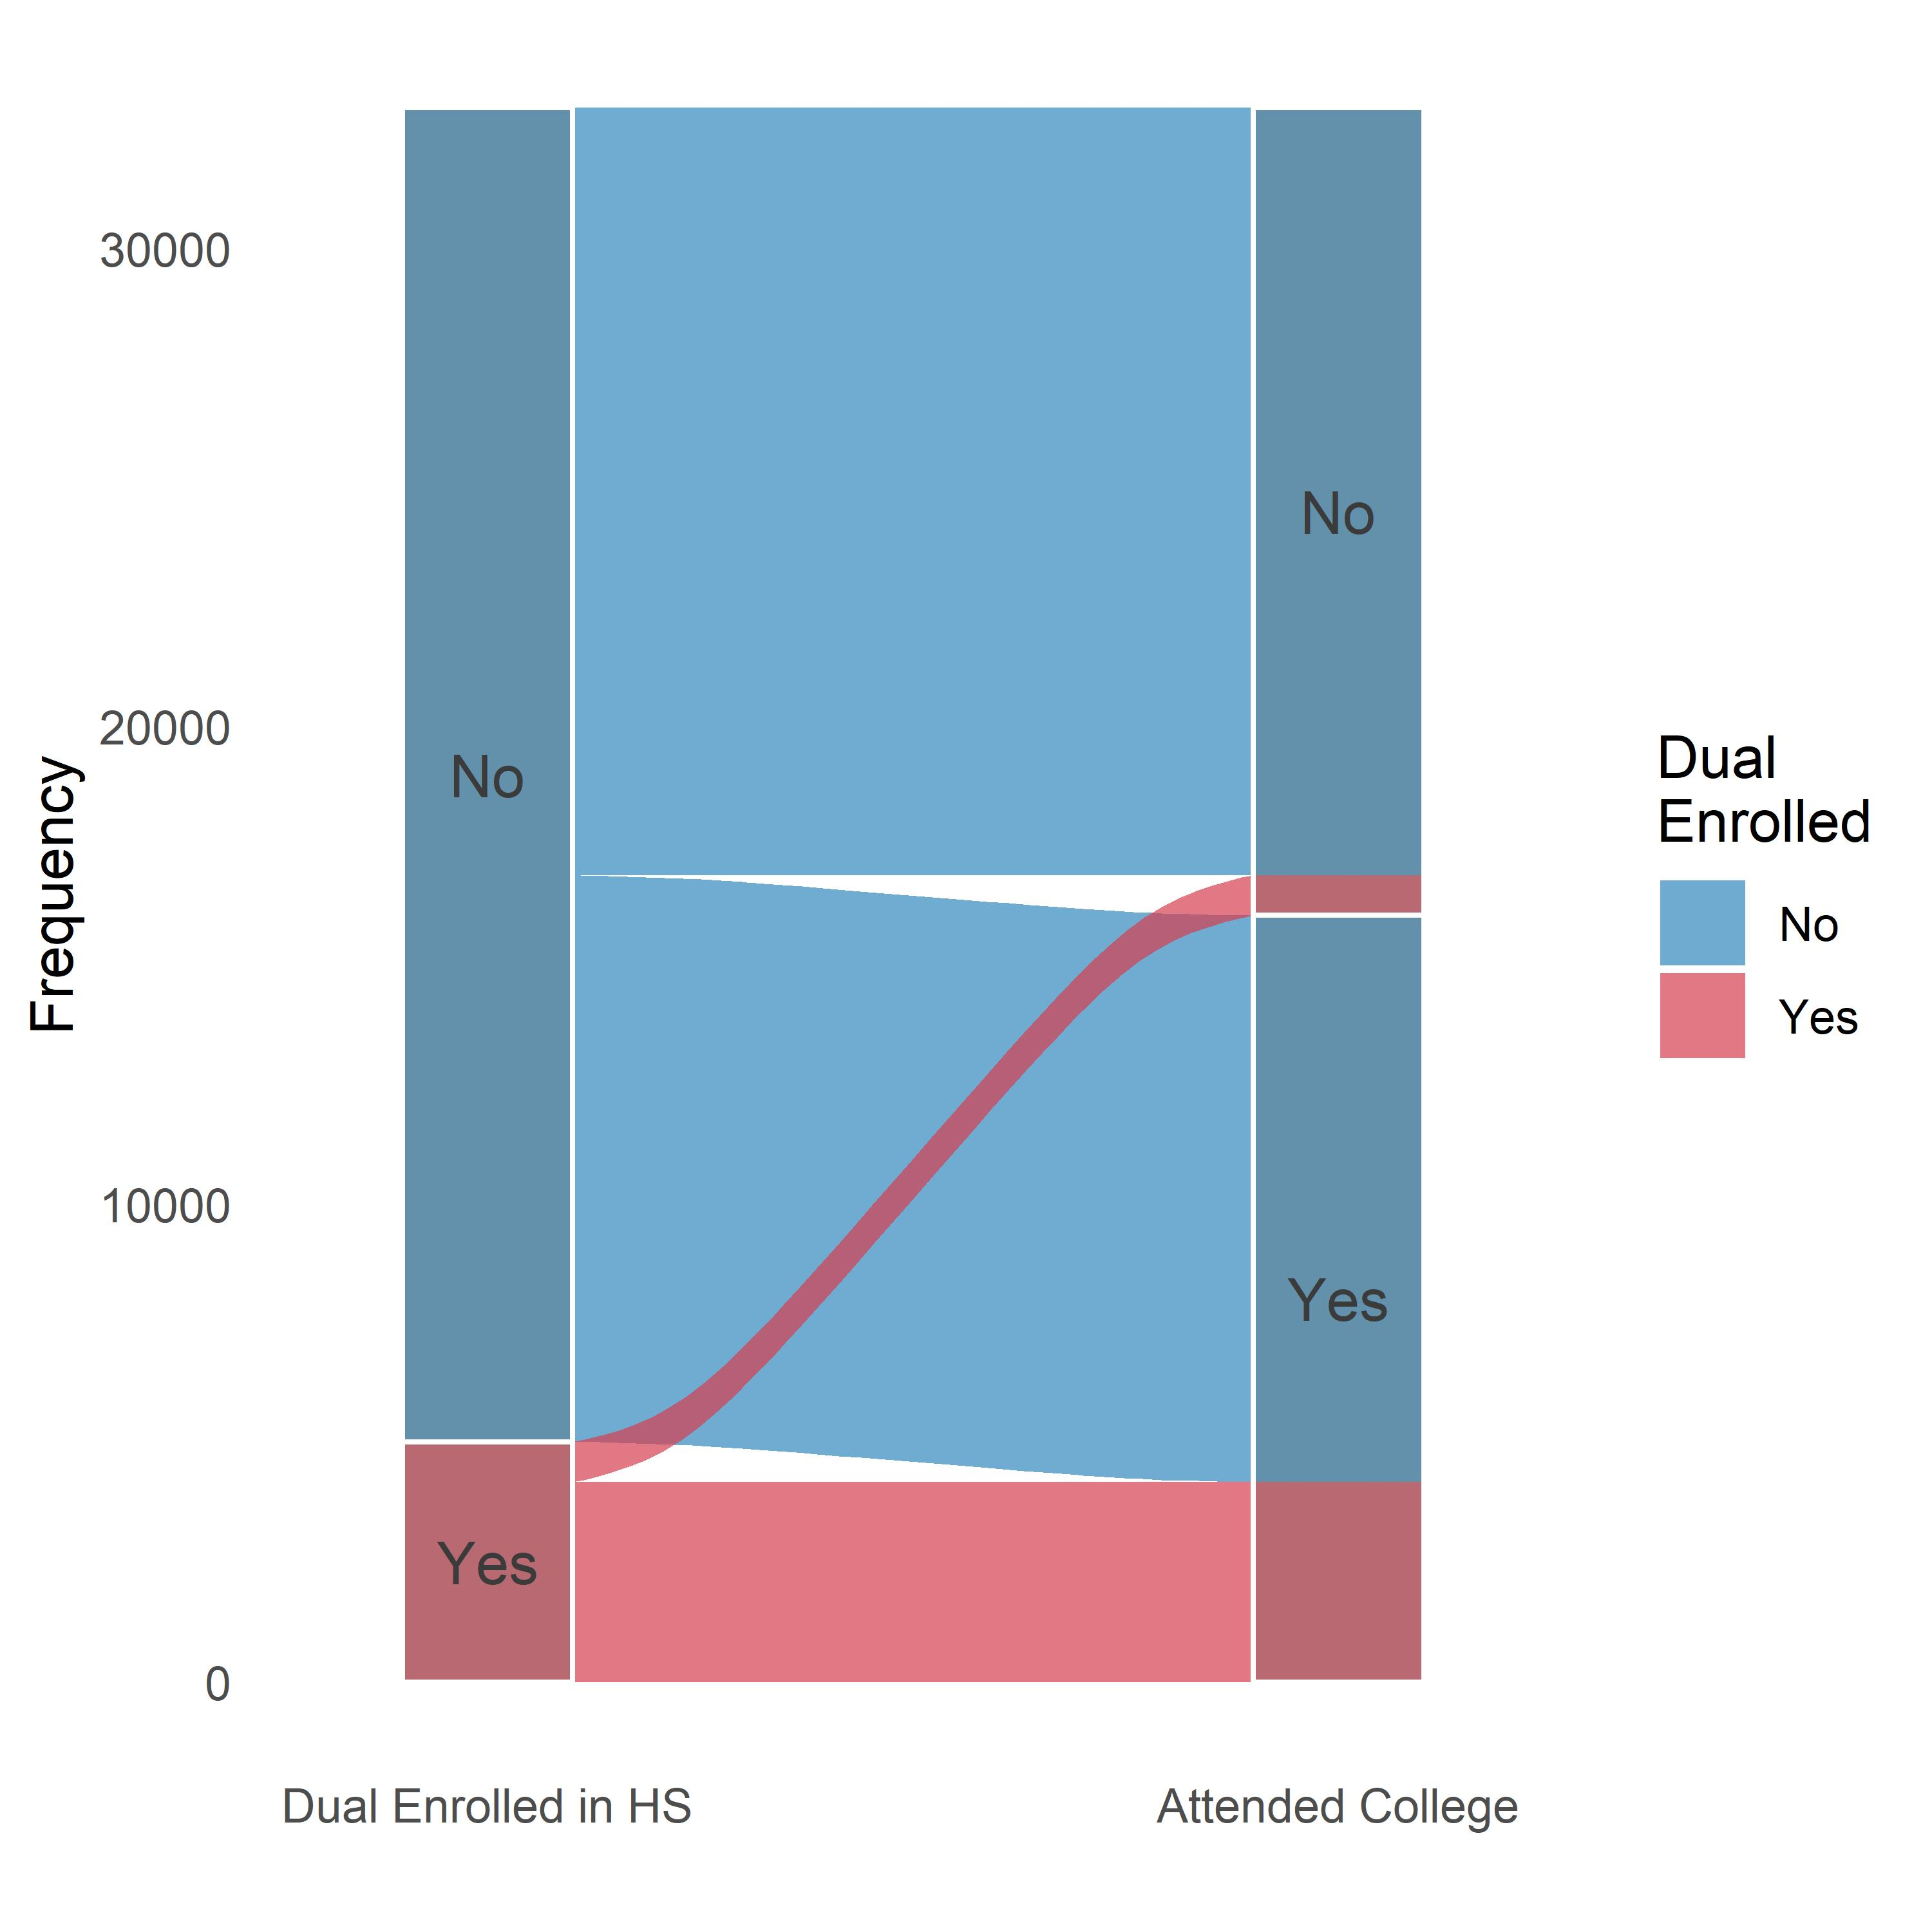 Frequency
30000
20000
10000
0
No
Yes
No
Yes
Dual Enrolled in HS
Attended College
Dual
Enrolled
No
Yes